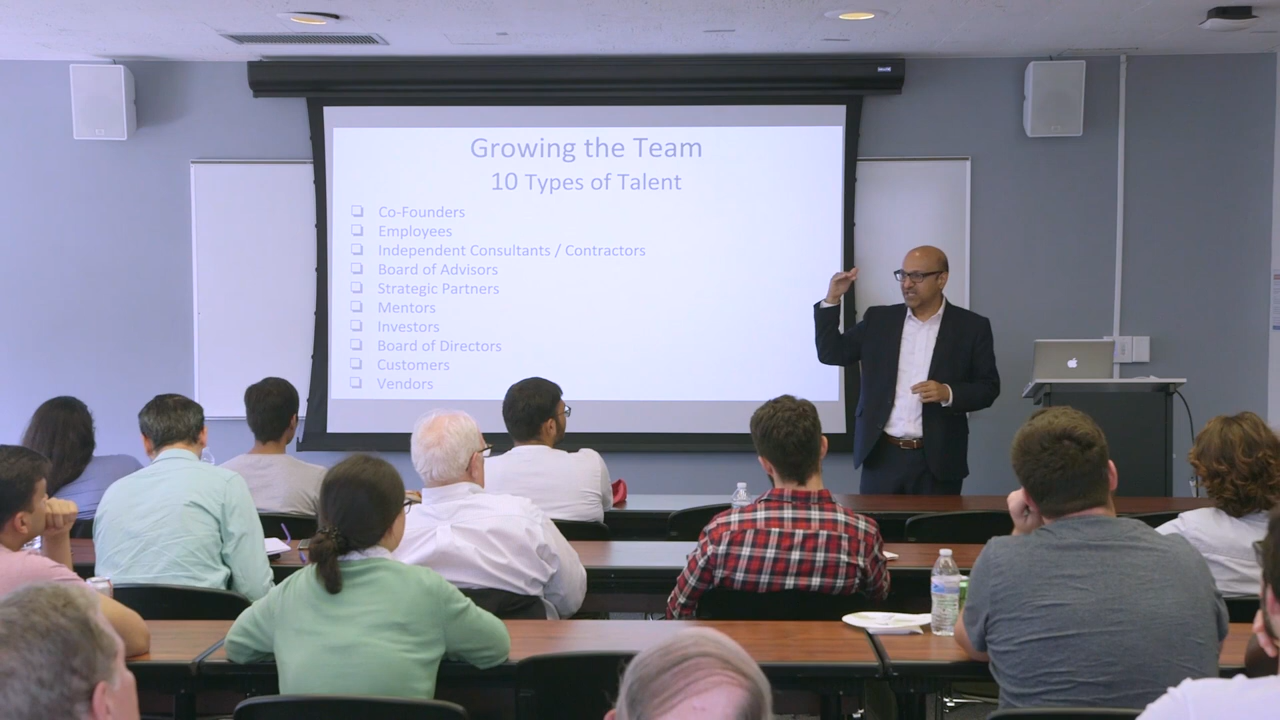 Growing the Team
10 Types of Talent
❑ Co-Founders
❑ Employees
❑ Independent Consultants / Contractors
❑ Board of Advisors
❑ Strategic Partners
❑ Mentors
❑ Investors
❑ Board of Directors
❑ Customers
❑ Vendors